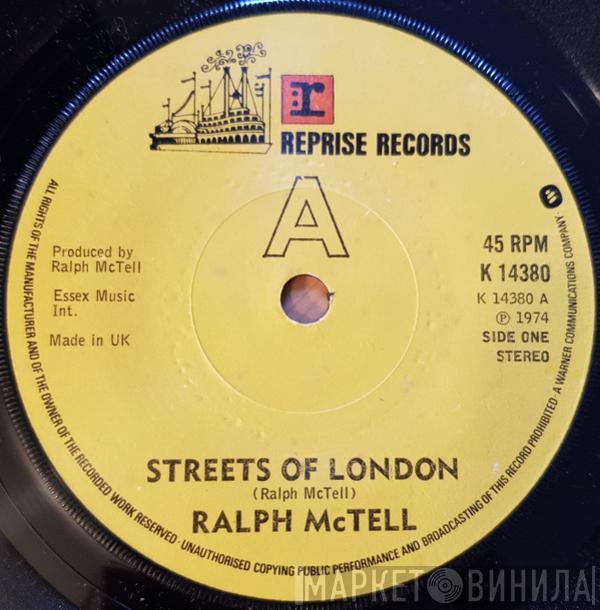 r
REPRISE RECORDS
A
Produced by
Ralph McTell
Essex Music
Int.
Made in UK
45 RPM
K 14380
K 14380 A
℗ 1974
SIDE ONE
STEREO
STREETS OF LONDON
(Ralph McTell)
RALPH McTELL
ALL RIGHTS OF THE MANUFACTURER AND OF THE OWNER OF THE RECORDED WORK RESERVED · UNAUTHORISED COPYING PUBLIC PERFORMANCE AND BROADCASTING OF THIS RECORD PROHIBITED · A WARNER COMMUNICATIONS COMPANY ·
МАРКЕТ ВИНИЛА